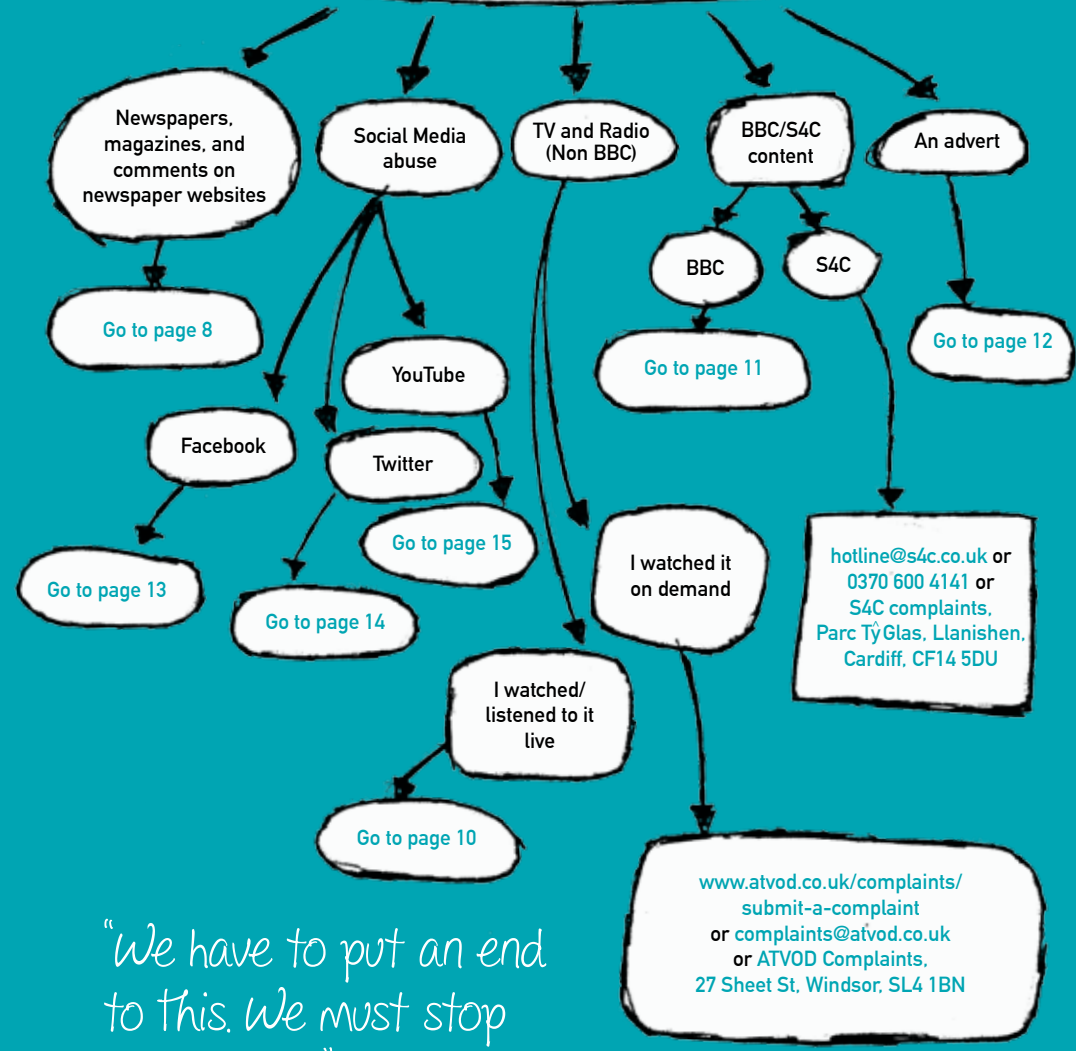 Newspapers,
magazines, and
comments on
newspaper websites
Social Media
abuse
TV and Radio
(Non BBC)
BBC/S4C
content
An advert
BBC
S4C
Go to page 8
Go to page 11
Go to page 12
YouTube
Facebook
Twitter
Go to page 15
Go to page 13
Go to page 14
I watched it
on demand
hotline@s4c.co.uk or
0370 600 4141 or
S4C complaints,
Parc Tŷ Glas, Llanishen,
Cardiff, CF14 5DU
I watched/
listened to it
live
Go to page 10
www.atvod.co.uk/complaints/
submit-a-complaint
or complaints@atvod.co.uk
or ATVOD Complaints,
27 Sheet St, Windsor, SL4 1BN
“We have to put an end
to this. We must stop